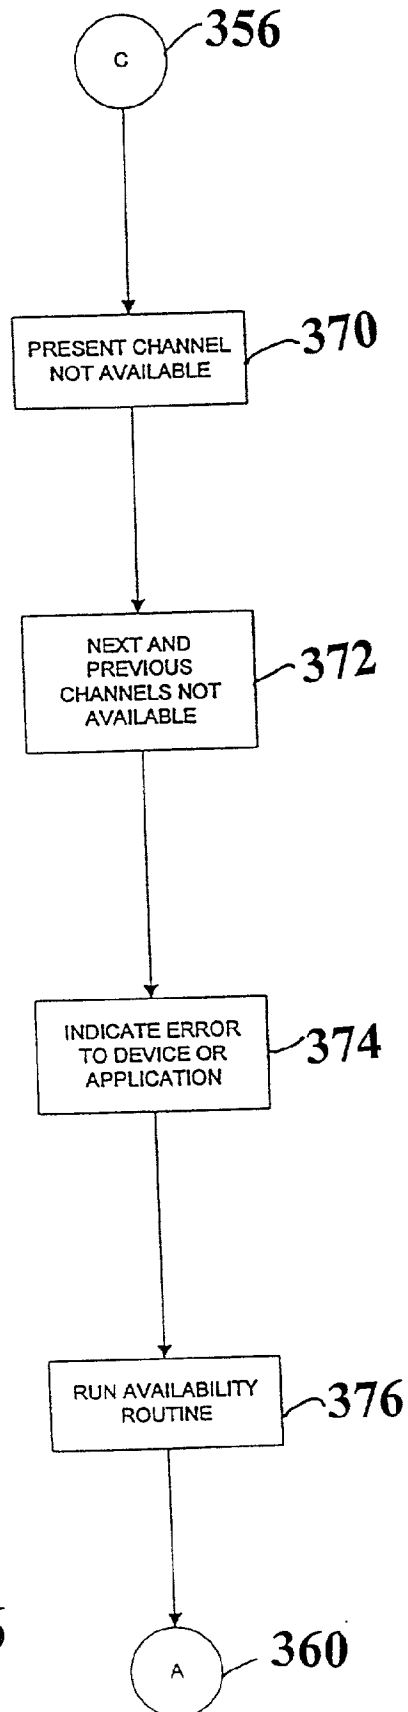 C
356
PRESENT CHANNEL
NOT AVAILABLE
370
NEXT AND
PREVIOUS
CHANNELS NOT
AVAILABLE
372
INDICATE ERROR
TO DEVICE OR
APPLICATION
374
RUN AVAILABILITY
ROUTINE
376
A
360